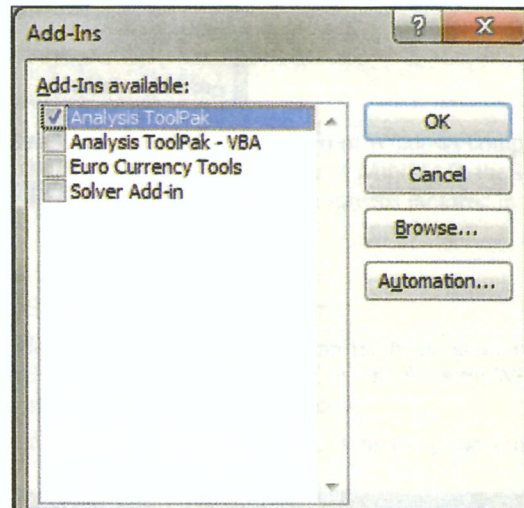 Add-Ins
?
X
Add-Ins available:
Analysis ToolPak
Analysis ToolPak - VBA
Euro Currency Tools
Solver Add-in
OK
Cancel
Browse...
Automation...